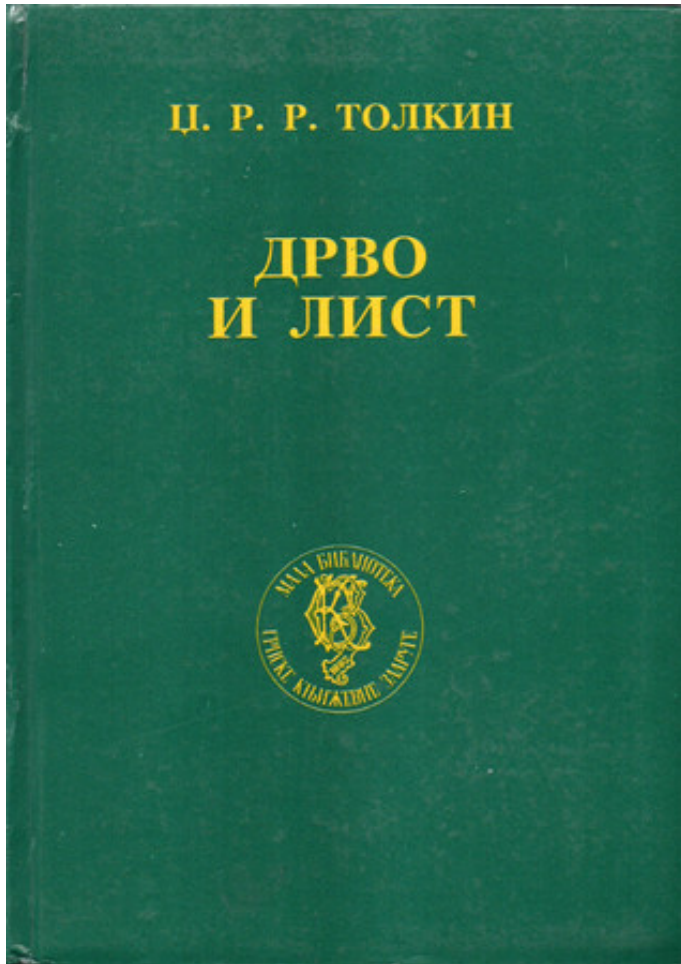 Џ. Р. Р. ТОЛКИН
ДРВО
И ЛИСТ
МАЛА БИБЛИОТЕКА
СРПСКЕ КЊИЖЕВНЕ ЗАДРУГЕ